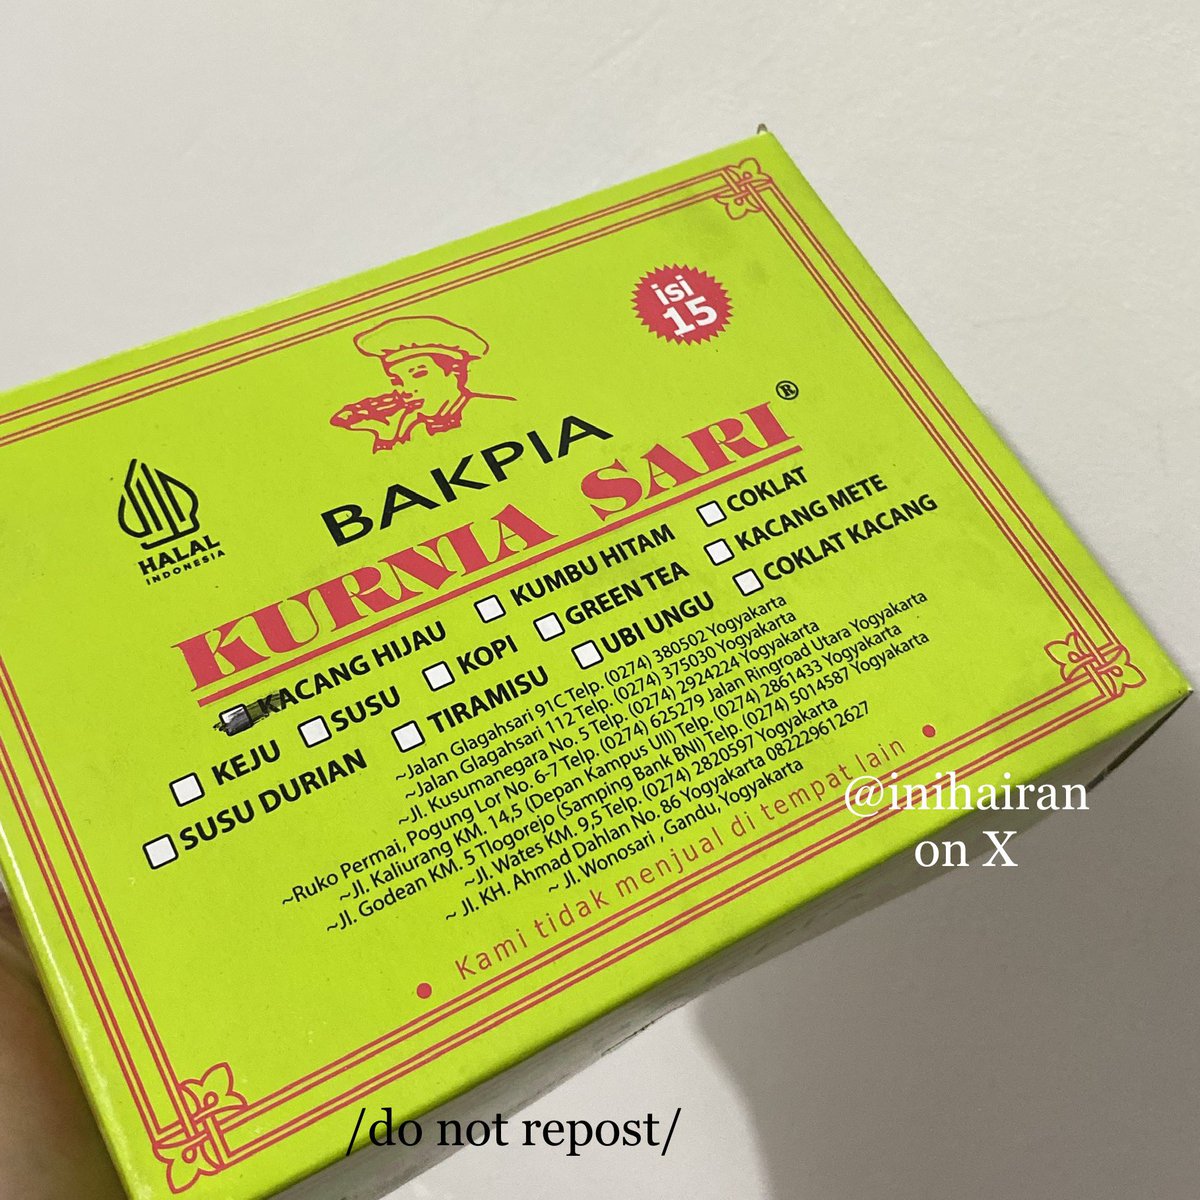 isi
15
HALAL
INDONESIA
BAKPIA
KURNIA SARI®
KACANG HIJAU
KUMBU HITAM
COKLAT
KEJU
SUSU
KOPI
GREEN TEA
KACANG METE
SUSU DURIAN
TIRAMISU
UBI UNGU
COKLAT KACANG
~Jalan Glagahsari 91C Telp. (0274) 380502 Yogyakarta
~Jalan Glagahsari 112 Telp. (0274) 375030 Yogyakarta
~Jl. Kusumanegara No. 5 Telp. (0274) 2924224 Yogyakarta
~Ruko Permai, Pogung Lor No. 6-7 Telp. (0274) 625279 Jalan Ringroad Utara Yogyakarta
~Jl. Kaliurang KM. 14,5 (Depan Kampus UII) Telp. (0274) 2861433 Yogyakarta
~Jl. Godean KM. 5 Tlogorejo (Samping Bank BNI) Telp. (0274) 5014587 Yogyakarta
~Jl. Wates KM. 9,5 Telp. (0274) 2820597 Yogyakarta
~ Jl. KH. Ahmad Dahlan No. 86 Yogyakarta 082229612627
~ Jl. Wonosari , Gandu, Yogyakarta
• Kami tidak menjual di tempat lain •
@inihairan
on X
/do not repost/